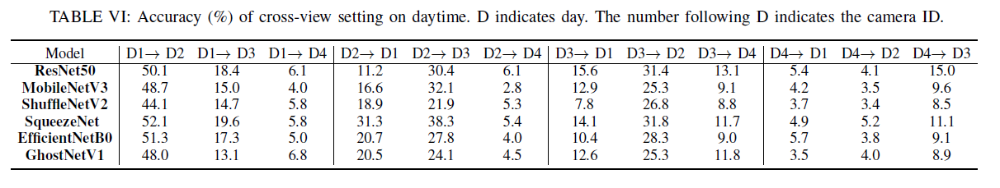 TABLE VI: Accuracy (%) of cross-view setting on daytime. D indicates day. The number following D indicates the camera ID.
Model D1→ D2 D1→ D3 D1→ D4 D2→ D1 D2→ D3 D2→ D4 D3→ D1 D3→ D2 D3→ D4 D4→ D1 D4→ D2 D4→ D3
ResNet50 50.1 18.4 6.1 11.2 30.4 6.1 15.6 31.4 13.1 5.4 4.1 15.0
MobileNetV3 48.7 15.0 4.0 16.6 32.1 2.8 12.9 25.3 9.1 4.2 3.5 9.6
ShuffleNetV2 44.1 14.7 5.8 18.9 21.9 5.3 7.8 26.8 8.8 3.7 3.4 8.5
SqueezeNet 52.1 19.6 5.8 31.3 38.3 5.4 14.1 31.8 11.7 4.9 5.2 11.1
EfficientNetB0 51.3 17.3 5.0 20.7 27.8 4.0 10.4 28.3 9.0 5.7 3.8 9.1
GhostNetV1 48.0 13.1 6.8 20.5 24.1 4.5 12.6 25.3 11.8 3.5 4.0 8.9